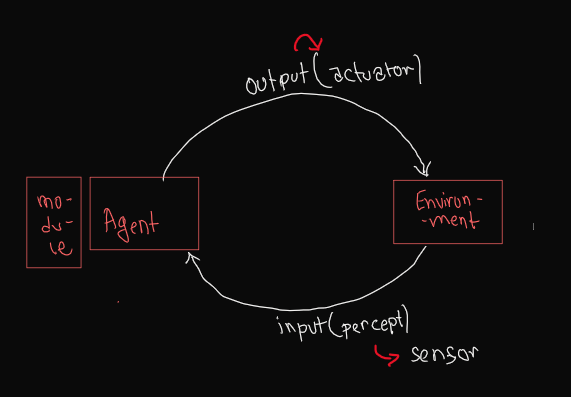 output(actuator)
mo-
du-
le
Agent
Environ-
-ment
input(percept)
sensor